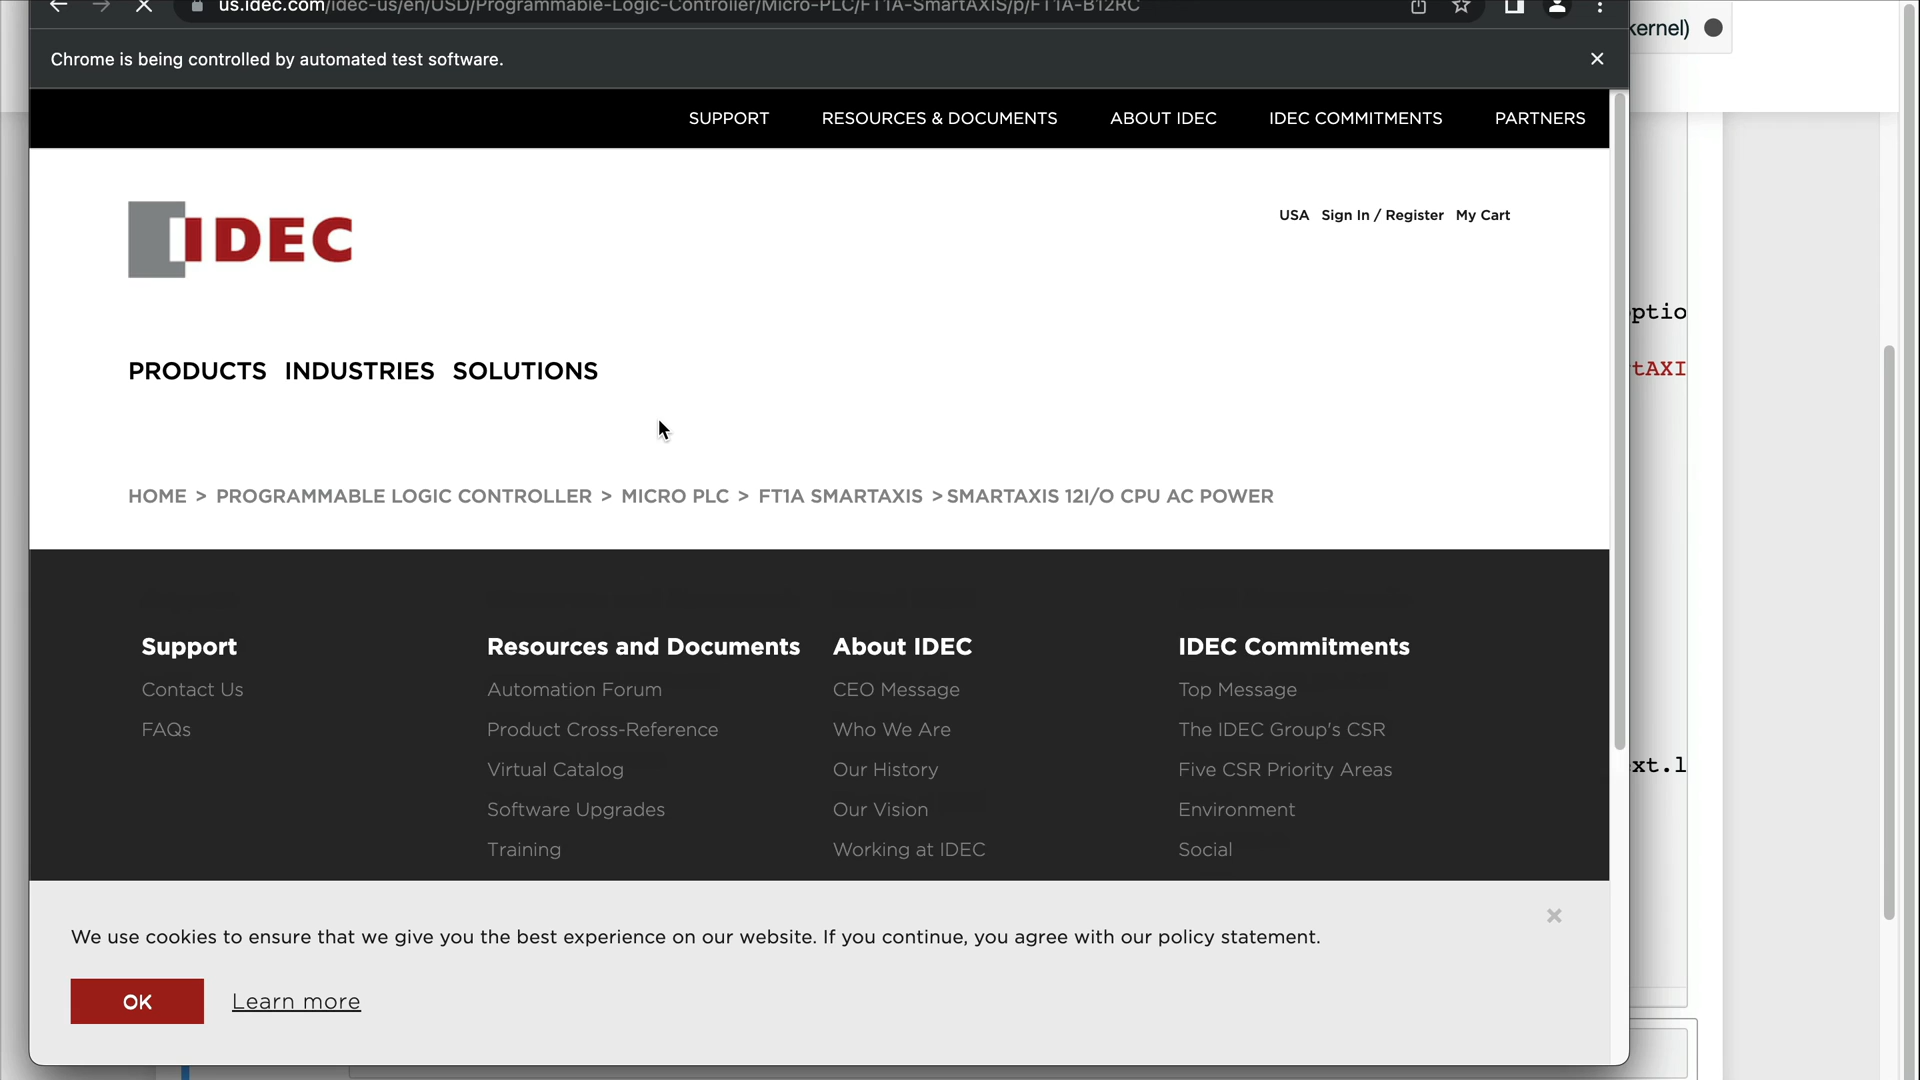 us.idec.com/idec-us/en/USD/Programmable-Logic-Controller/Micro-PLC/FT1A-SmartAXIS/p/FT1A-B12RC
kernel)
Chrome is being controlled by automated test software.
SUPPORT RESOURCES & DOCUMENTS ABOUT IDEC IDEC COMMITMENTS PARTNERS
IDEC
USA Sign In / Register My Cart
ptio
tAXI
PRODUCTS INDUSTRIES SOLUTIONS
HOME > PROGRAMMABLE LOGIC CONTROLLER > MICRO PLC > FT1A SMARTAXIS > SMARTAXIS 12I/O CPU AC POWER
Support Resources and Documents About IDEC IDEC Commitments
Contact Us Automation Forum CEO Message Top Message
FAQs Product Cross-Reference Who We Are The IDEC Group's CSR
Virtual Catalog Our History Five CSR Priority Areas
xt.l
Software Upgrades Our Vision Environment
Training Working at IDEC Social
We use cookies to ensure that we give you the best experience on our website. If you continue, you agree with our policy statement.
OK Learn more